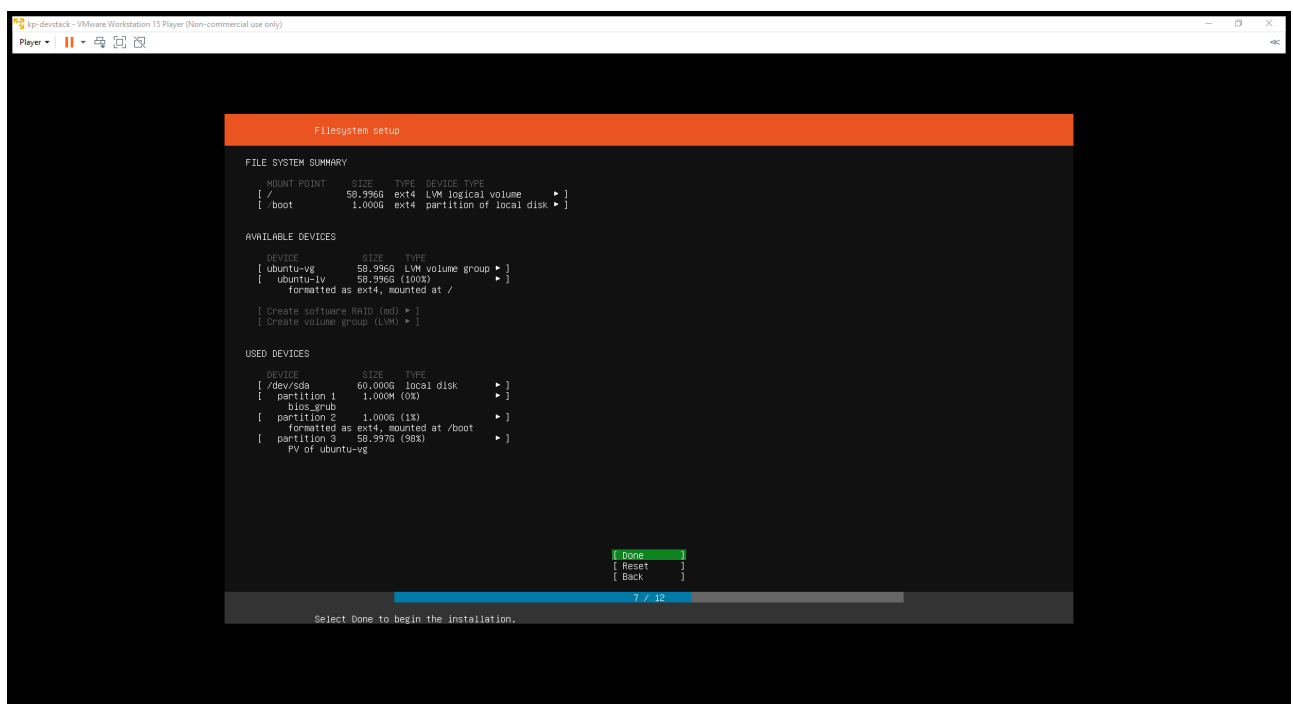 kp-devstack - VMware Workstation 15 Player (Non-commercial use only)
Player
Filesystem setup
FILE SYSTEM SUMMARY
MOUNT POINT SIZE TYPE DEVICE TYPE
[ / 58.996G ext4 LVM logical volume ► ]
[ /boot 1.000G ext4 partition of local disk ► ]
AVAILABLE DEVICES
DEVICE SIZE TYPE
[ ubuntu-vg 58.996G LVM volume group ► ]
[ ubuntu-lv 58.996G (100%) ► ]
formatted as ext4, mounted at /
[ Create software RAID (md) ► ]
[ Create volume group (LVM) ► ]
USED DEVICES
DEVICE SIZE TYPE
[ /dev/sda 60.000G local disk ► ]
[ partition 1 1.000M (0%) ► ]
bios_grub
[ partition 2 1.000G (1%) ► ]
formatted as ext4, mounted at /boot
[ partition 3 58.997G (98%) ► ]
PV of ubuntu-vg
[ Done ]
[ Reset ]
[ Back ]
7 / 12
Select Done to begin the installation.